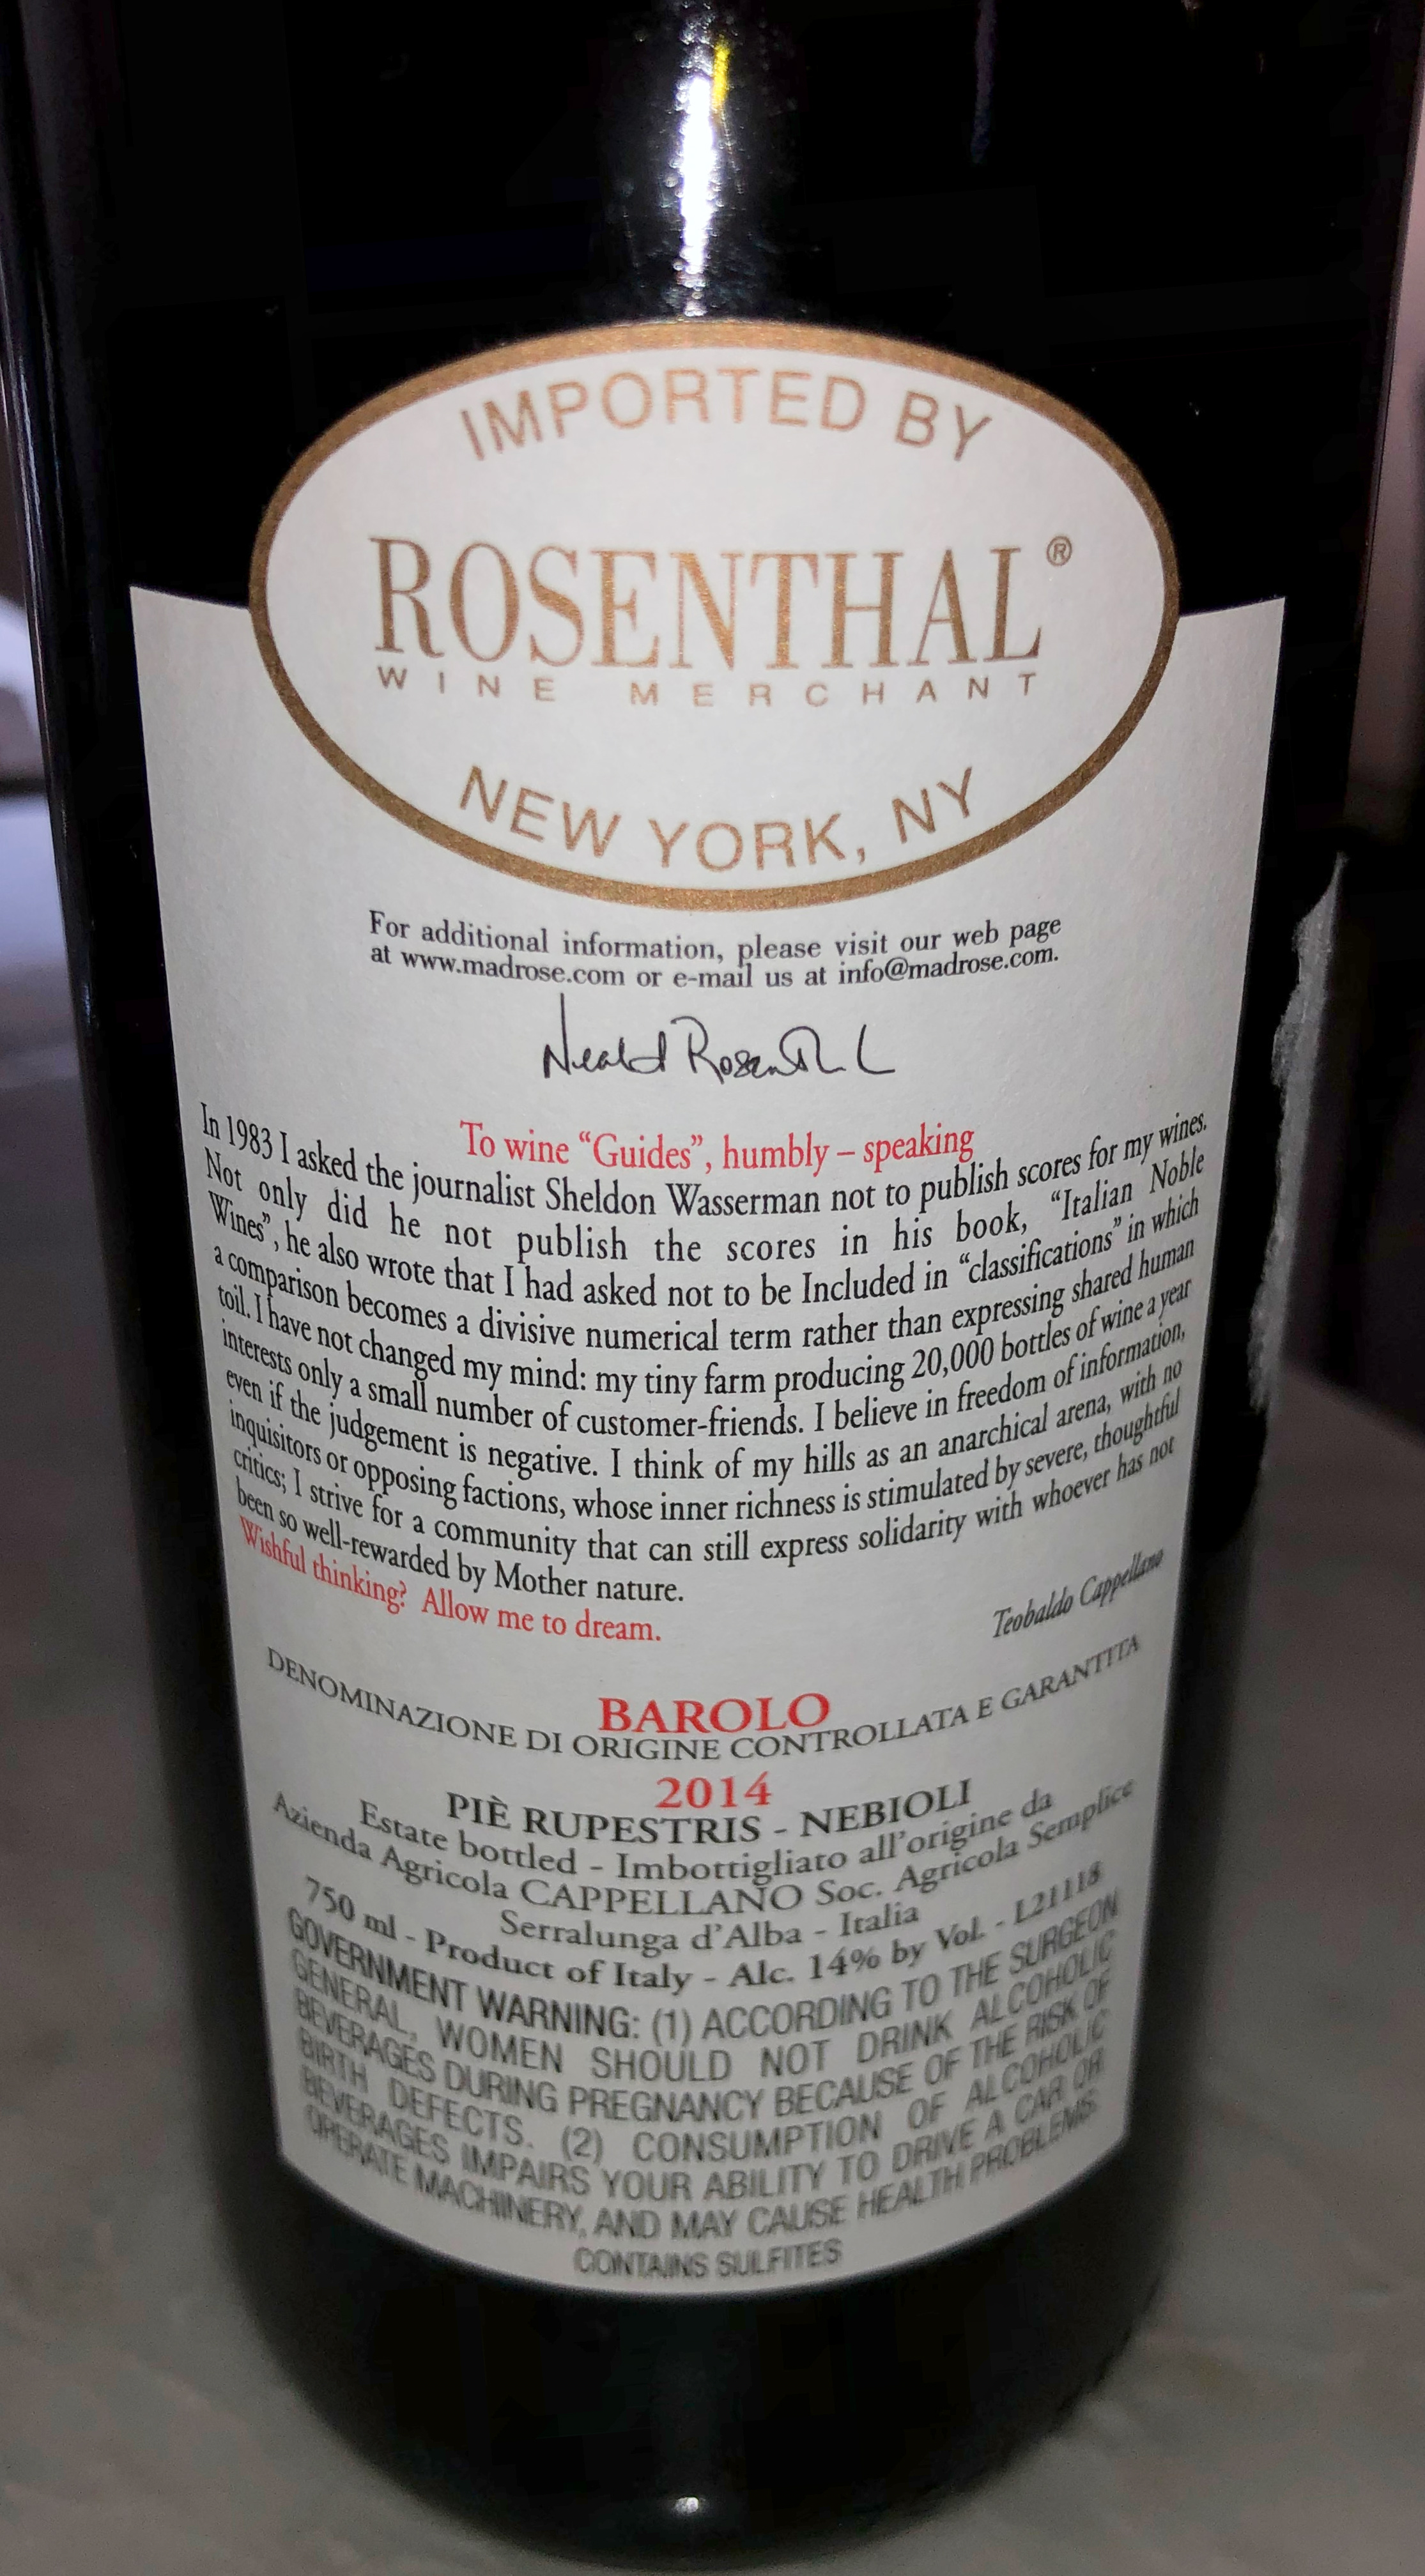 IMPORTED BY
ROSENTHAL®
WINE MERCHANT
NEW YORK, NY
For additional information, please visit our web page
at www.madrose.com or e-mail us at info@madrose.com.
Neald Rosenthal
To wine “Guides”, humbly – speaking
In 1983 I asked the journalist Sheldon Wasserman not to publish scores for my wines.
Not only did he not publish the scores in his book, “Italian Noble
Wines”, he also wrote that I had asked not to be Included in “classifications” in which
a comparison becomes a divisive numerical term rather than expressing shared human
toil. I have not changed my mind: my tiny farm producing 20,000 bottles of wine a year
interests only a small number of customer-friends. I believe in freedom of information,
even if the judgement is negative. I think of my hills as an anarchical arena, with no
inquisitors or opposing factions, whose inner richness is stimulated by severe, thoughtful
critics; I strive for a community that can still express solidarity with whoever has not
been so well-rewarded by Mother nature.
Wishful thinking? Allow me to dream.
Teobaldo Cappellano
BAROLO
DENOMINAZIONE DI ORIGINE CONTROLLATA E GARANTITA
2014
PIÈ RUPESTRIS - NEBIOLI
Estate bottled - Imbottigliato all'origine da
Azienda Agricola CAPPELLANO Soc. Agricola Semplice
Serralunga d'Alba - Italia
750 ml - Product of Italy - Alc. 14% by Vol. - L21118
GOVERNMENT WARNING: (1) ACCORDING TO THE SURGEON
GENERAL, WOMEN SHOULD NOT DRINK ALCOHOLIC
BEVERAGES DURING PREGNANCY BECAUSE OF THE RISK OF
BIRTH DEFECTS. (2) CONSUMPTION OF ALCOHOLIC
BEVERAGES IMPAIRS YOUR ABILITY TO DRIVE A CAR OR
OPERATE MACHINERY, AND MAY CAUSE HEALTH PROBLEMS.
CONTAINS SULFITES